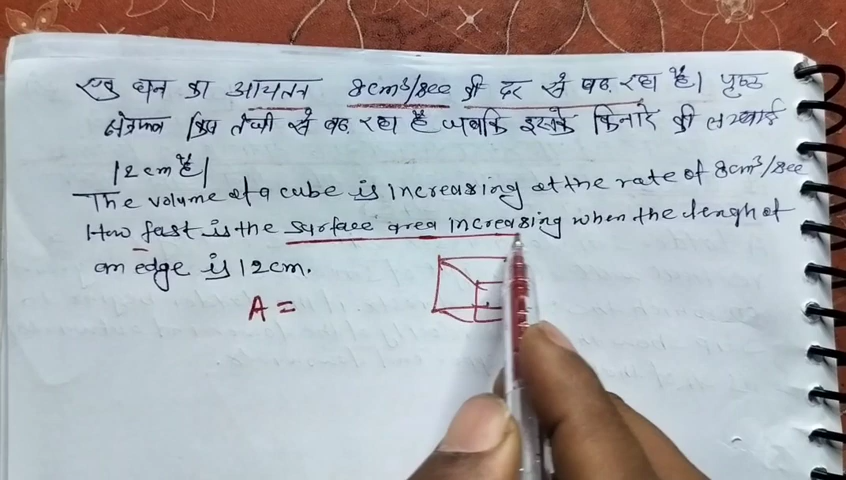 एक घन का आयतन 8cm³/sec की दर से बढ़ रहा है। पृष्ठ
क्षेत्रफल किस तेजी से बढ़ रहा है जबकि इसके किनारे की लम्बाई
12cm है।
The volume of a cube is increasing at the rate of 8cm³/sec
How fast is the surface area increasing when the lengh of
an edge is 12cm.
A =